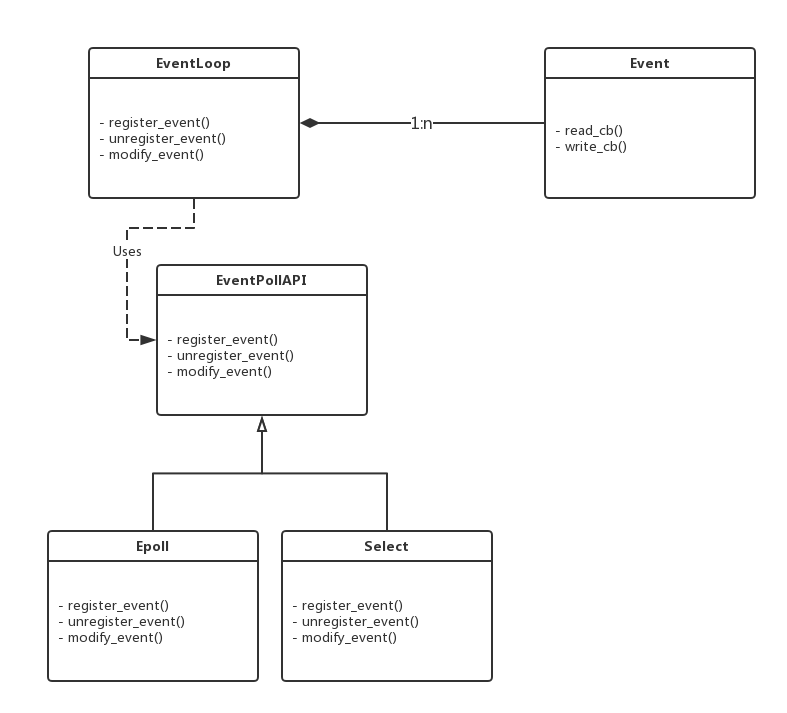 EventLoop
- register_event()
- unregister_event()
- modify_event()
1:n
Event
- read_cb()
- write_cb()
Uses
EventPollAPI
- register_event()
- unregister_event()
- modify_event()
Epoll
- register_event()
- unregister_event()
- modify_event()
Select
- register_event()
- unregister_event()
- modify_event()